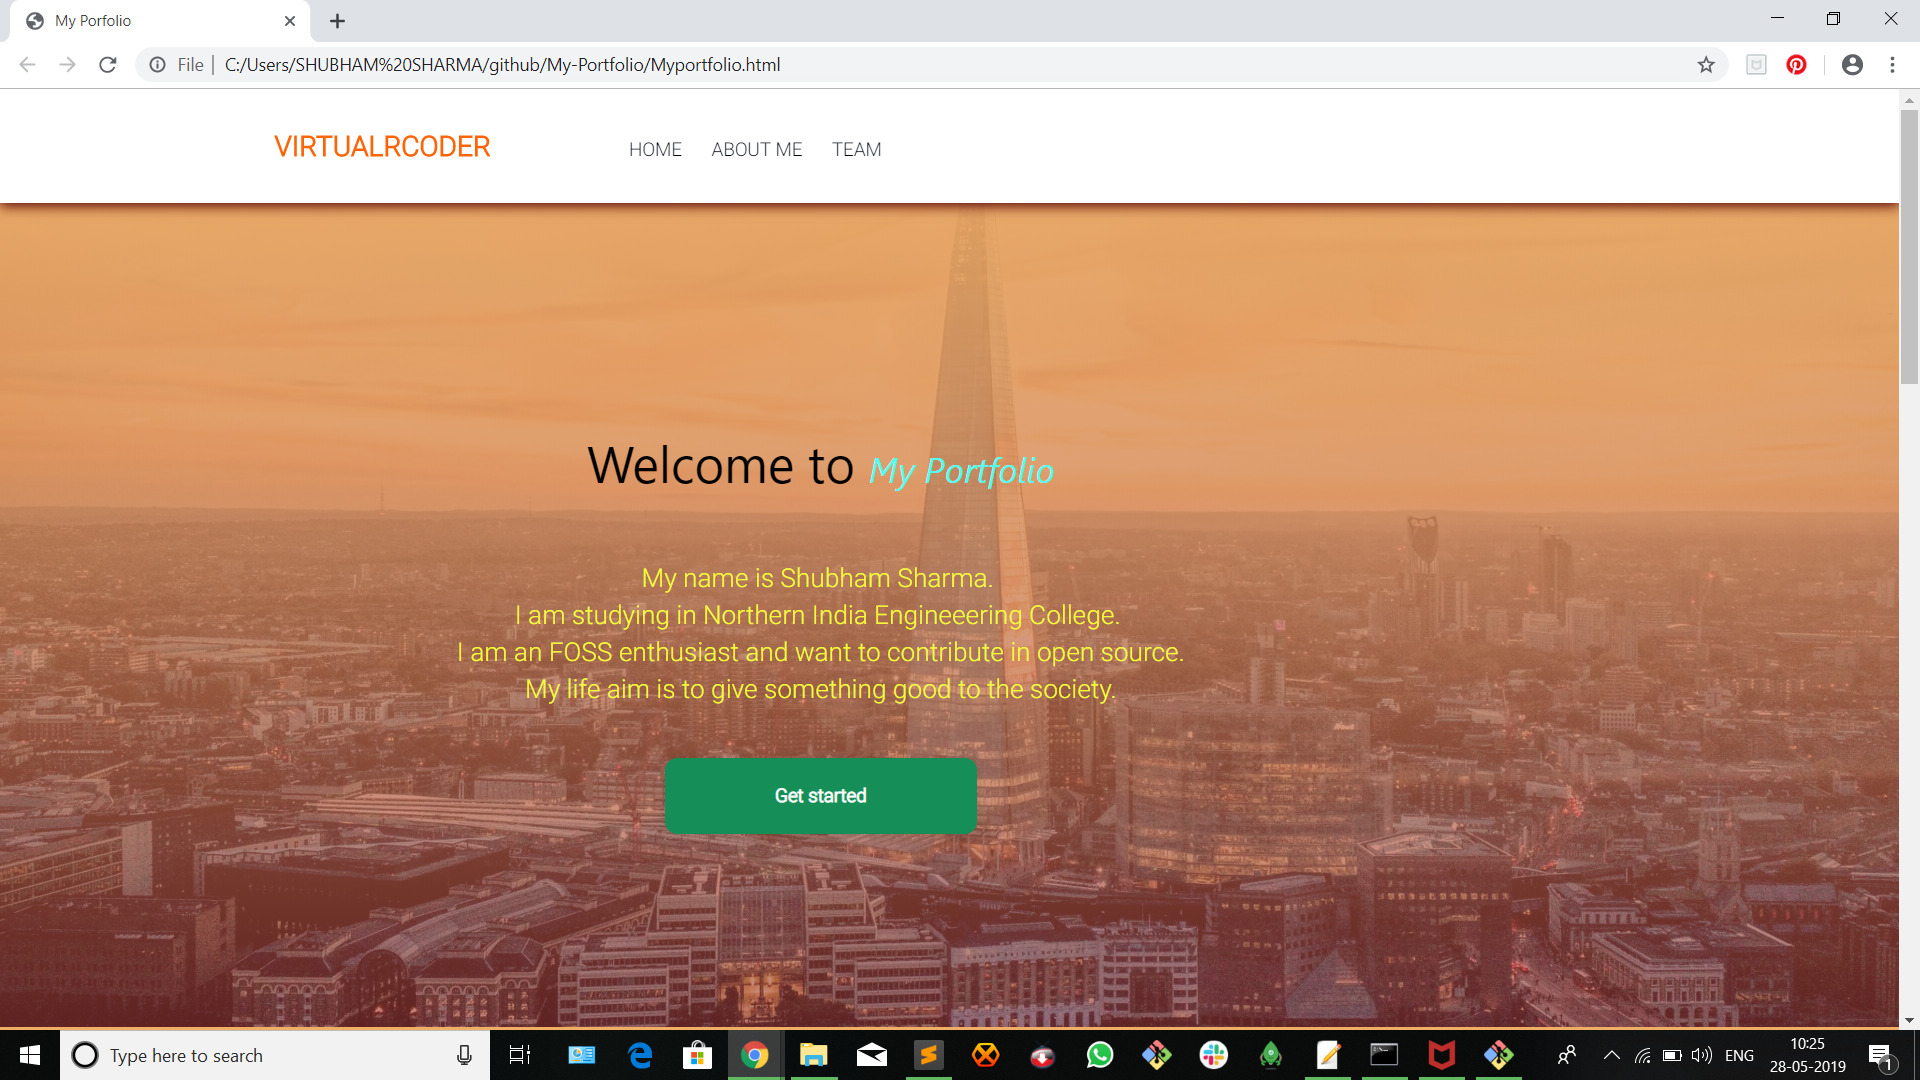 My Porfolio
File | C:/Users/SHUBHAM%20SHARMA/github/My-Portfolio/Myportfolio.html
VIRTUALRCODER
HOME ABOUT ME TEAM
Welcome to My Portfolio
My name is Shubham Sharma.
I am studying in Northern India Engineeering College.
I am an FOSS enthusiast and want to contribute in open source.
My life aim is to give something good to the society.
Get started
Type here to search
ENG
10:25
28-05-2019
1